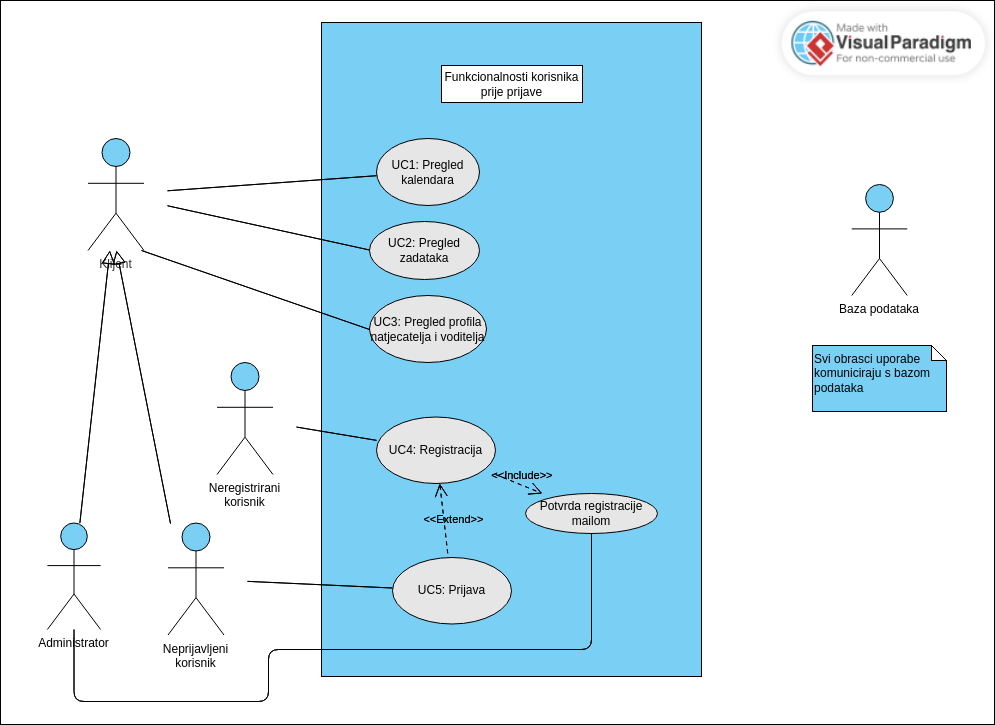 Made with
VisualParadigm
For non-commercial use
Funkcionalnosti korisnika
prije prijave
UC1: Pregled
kalendara
UC2: Pregled
zadataka
UC3: Pregled profila
natjecatelja i voditelja
Klijent
Baza podataka
Svi obrasci uporabe
komuniciraju s bazom
podataka
UC4: Registracija
Neregistrirani
korisnik
<<Include>>
Potvrda registracije
mailom
<<Extend>>
UC5: Prijava
Administrator
Neprijavljeni
korisnik